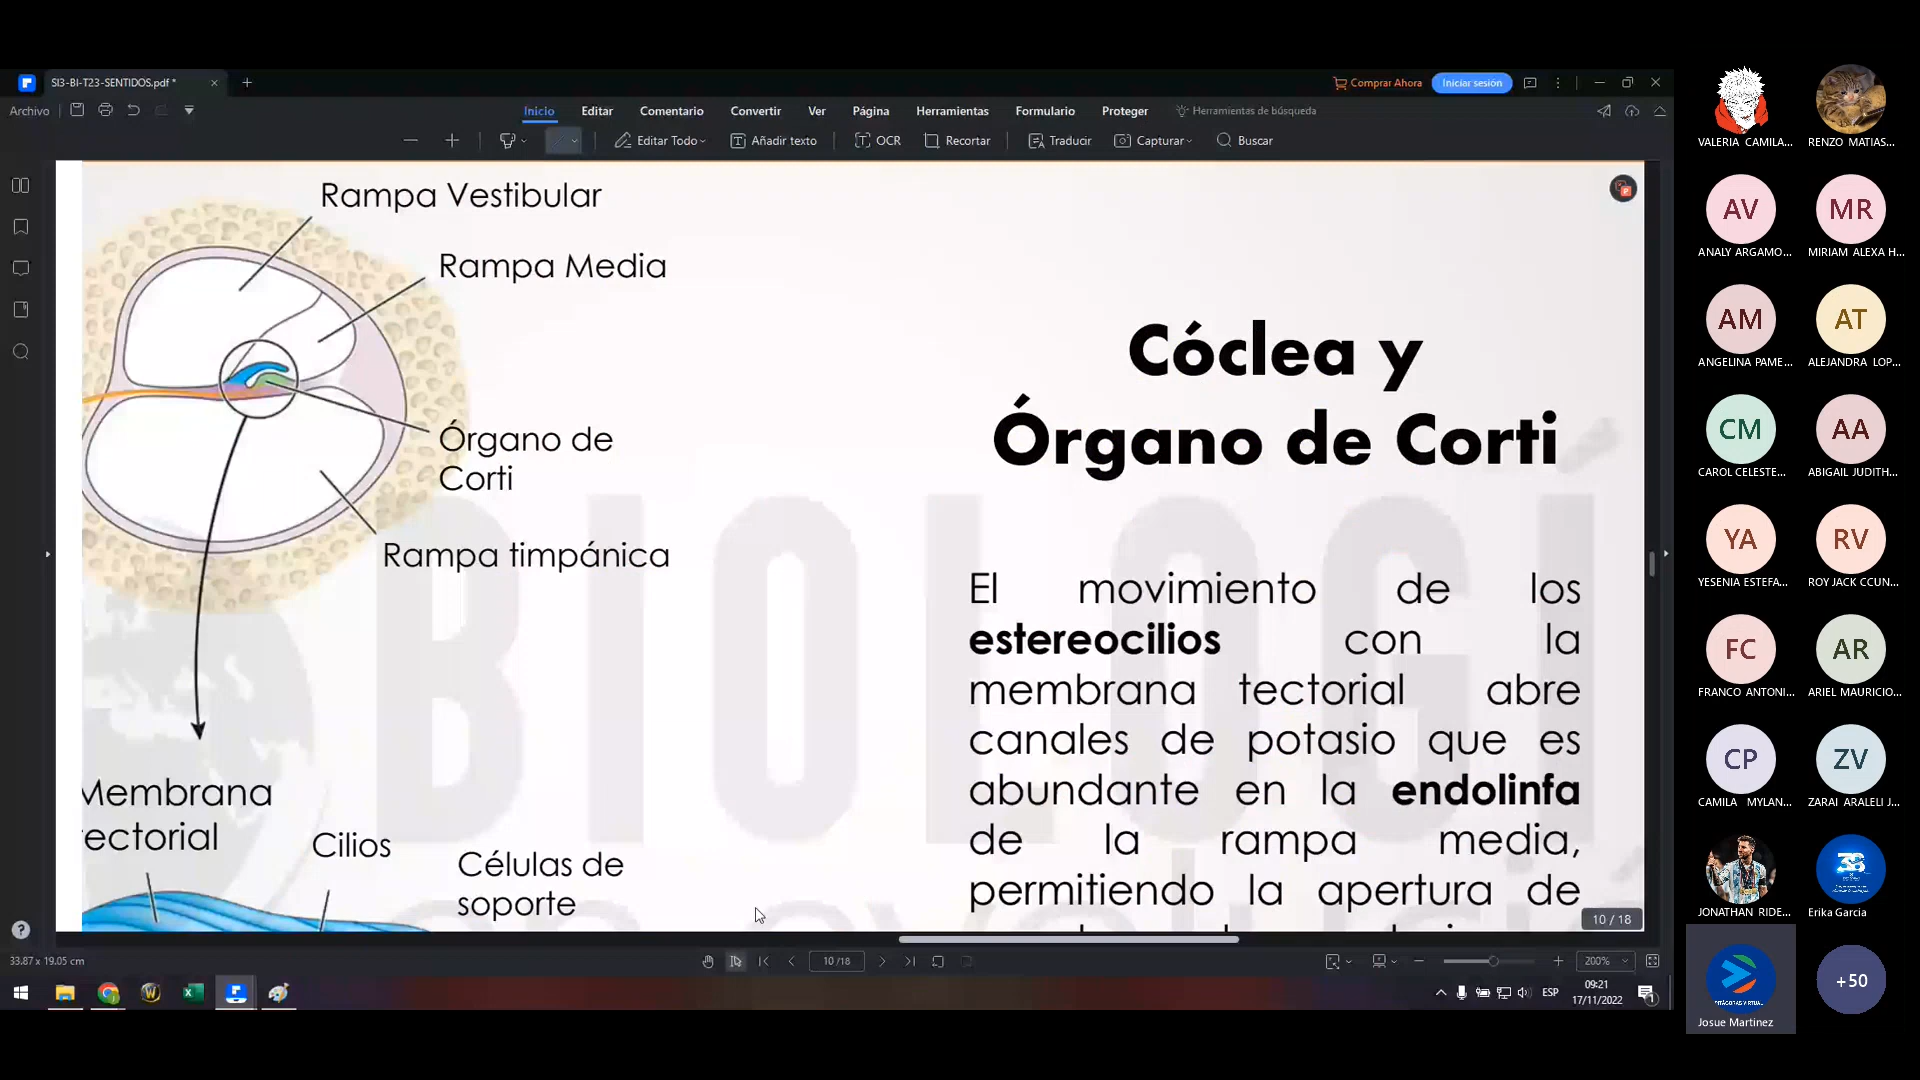 SI3-BI-T23-SENTIDOS.pdf *
Comprar Ahora
Iniciar sesión
Archivo
Inicio
Editar
Comentario
Convertir
Ver
Página
Herramientas
Formulario
Proteger
Herramientas de búsqueda
Editar Todo
Añadir texto
OCR
Recortar
Traducir
Capturar
Buscar
Rampa Vestibular
Rampa Media
Órgano de
Corti
Rampa timpánica
Membrana
tectorial
Cilios
Células de
soporte
Cóclea y
Órgano de Corti
BIOLOGÍ
El movimiento de los
estereocilios con la
membrana tectorial abre
canales de potasio que es
abundante en la endolinfa
de la rampa media,
permitiendo la apertura de
10 / 18
33.87 x 19.05 cm
10 /18
200%
ESP
09:21
17/11/2022
VALERIA CAMILA...
RENZO MATIAS...
AV
ANALY ARGAMO...
MR
MIRIAM ALEXA H...
AM
ANGELINA PAME...
AT
ALEJANDRA LOP...
CM
CAROL CELESTE...
AA
ABIGAIL JUDITH...
YA
YESENIA ESTEFA...
RV
ROY JACK CCUN...
FC
FRANCO ANTONI...
AR
ARIEL MAURICIO...
CP
CAMILA MYLAN...
ZV
ZARAI ARALELI J...
JONATHAN RIDE...
Erika Garcia
PITÁGORAS VIRTUAL
Josue Martinez
+50